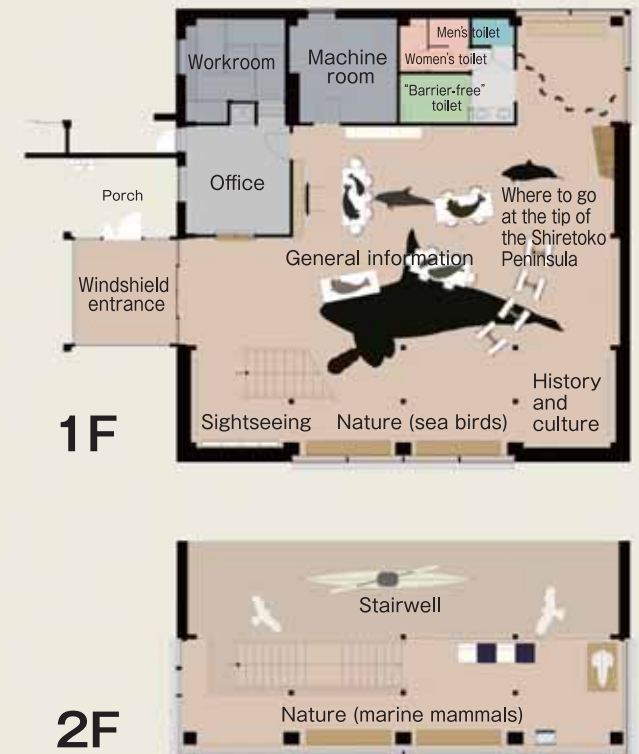 Men's toilet
Workroom
Machine
room
Women's toilet
"Barrier-free"
toilet
Office
Porch
Where to go
at the tip of
the Shiretoko
Peninsula
General information
Windshield
entrance
History
and
culture
1F
Sightseeing
Nature (sea birds)
Stairwell
2F
Nature (marine mammals)